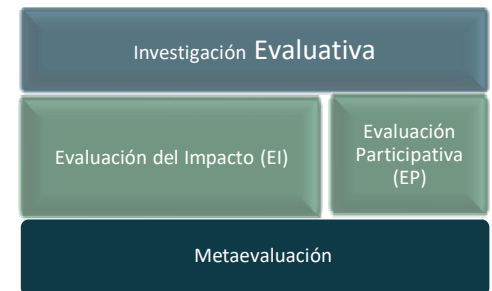 Investigación Evaluativa
Evaluación del Impacto (EI)
Evaluación
Participativa
(EP)
Metaevaluación